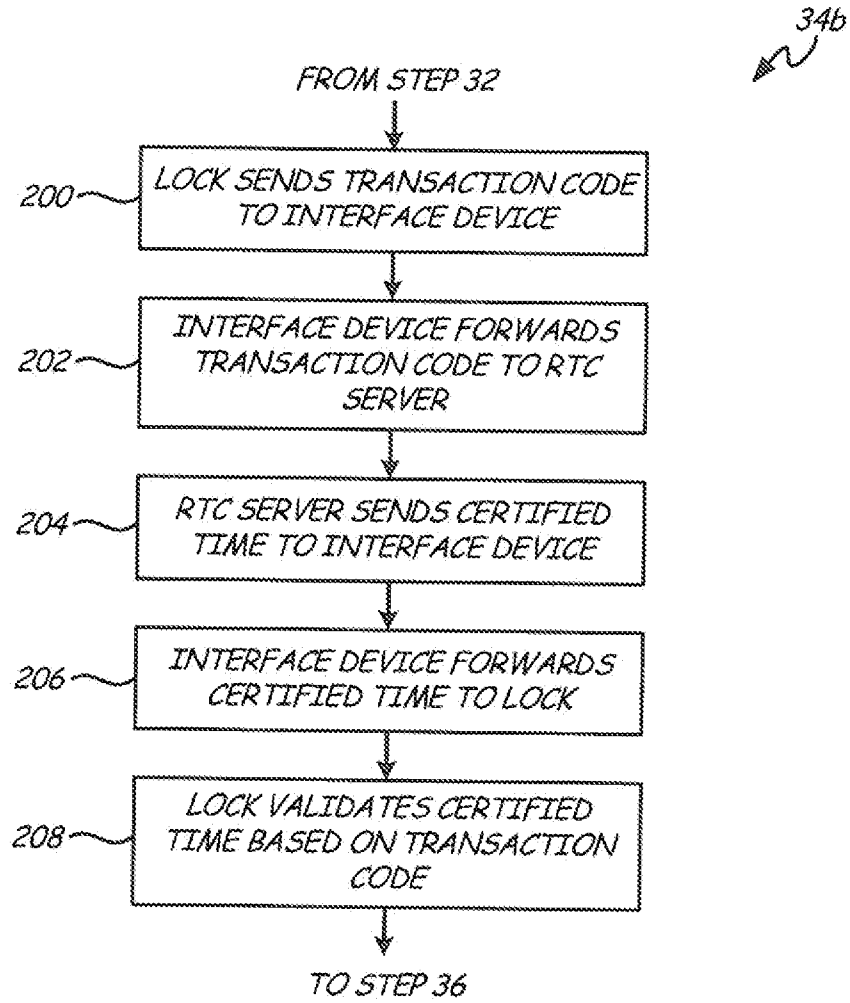 34b
FROM STEP 32
200
LOCK SENDS TRANSACTION CODE
TO INTERFACE DEVICE
202
INTERFACE DEVICE FORWARDS
TRANSACTION CODE TO RTC
SERVER
204
RTC SERVER SENDS CERTIFIED
TIME TO INTERFACE DEVICE
206
INTERFACE DEVICE FORWARDS
CERTIFIED TIME TO LOCK
208
LOCK VALIDATES CERTIFIED
TIME BASED ON TRANSACTION
CODE
TO STEP 36